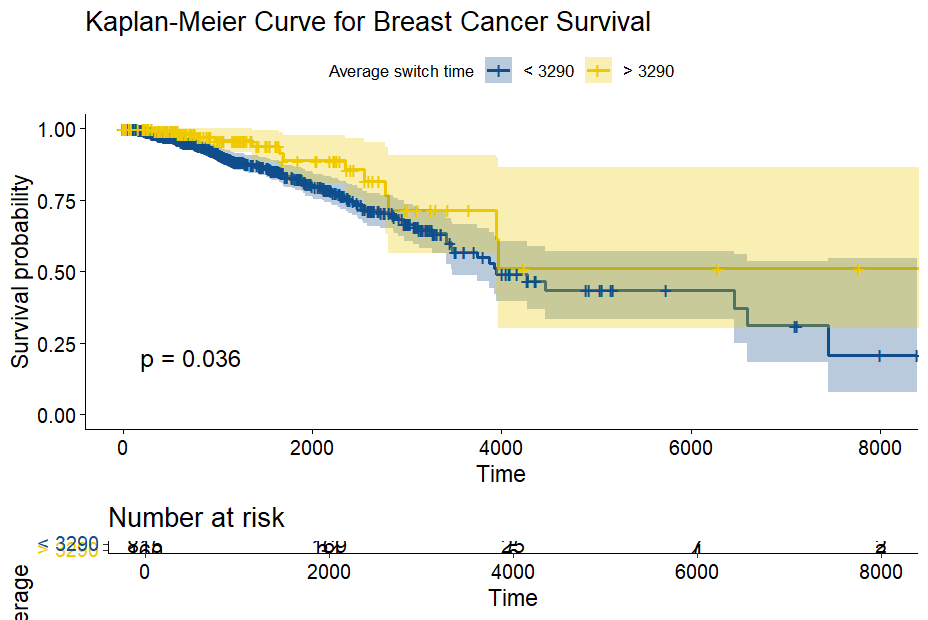 Kaplan-Meier Curve for Breast Cancer Survival
Average switch time < 3290 > 3290
1.00
0.75
0.50
0.25
0.00
Survival probability
p = 0.036
0 2000 4000 6000 8000
Time
Number at risk
< 3290
> 3290
0 2000 4000 6000 8000
Time